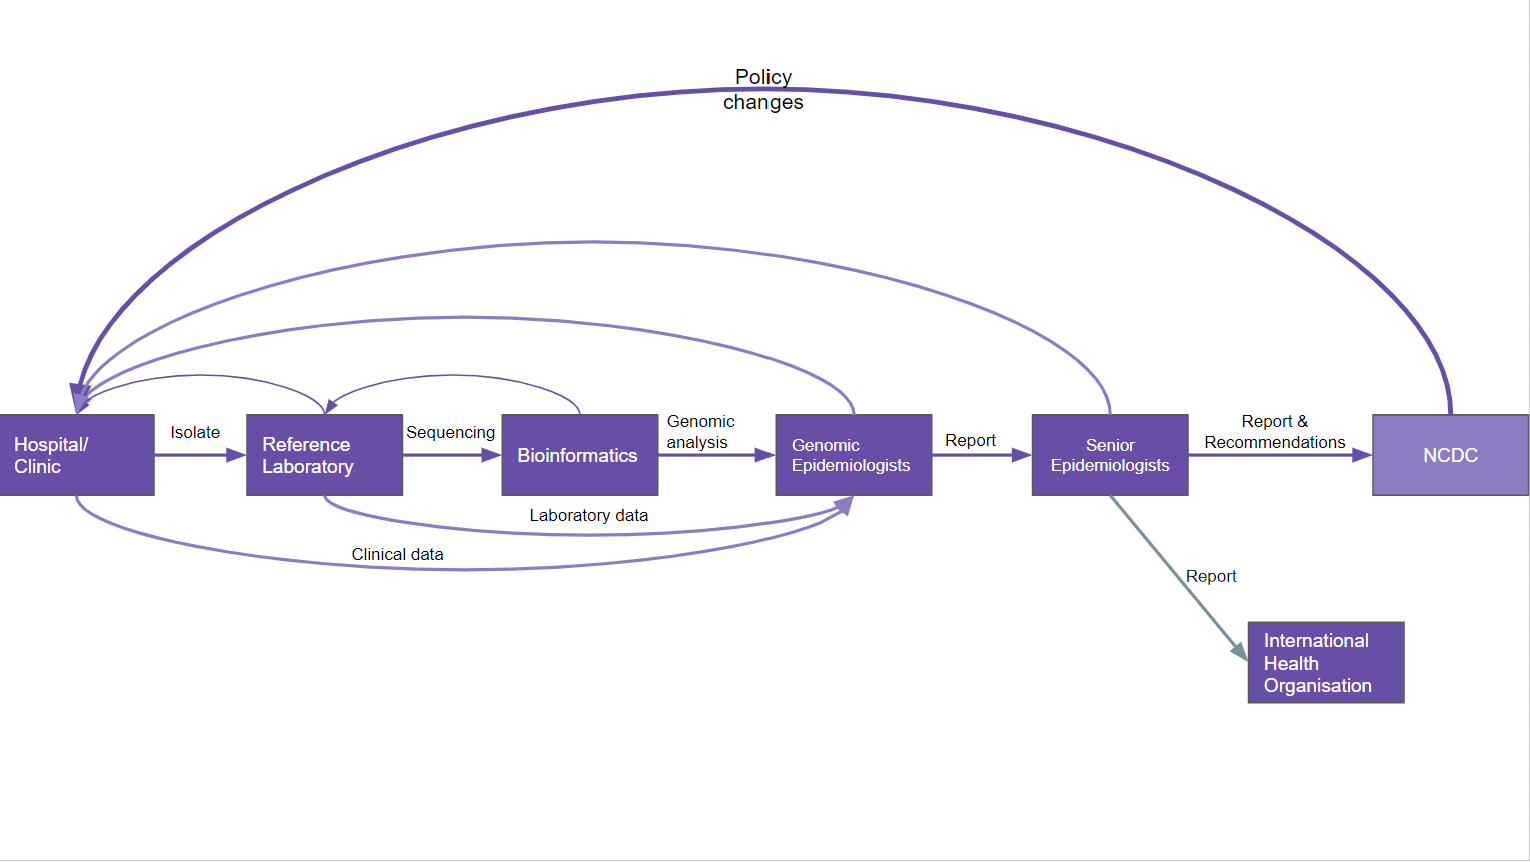 Policy
changes
Hospital/
Clinic
Isolate
Reference
Laboratory
Sequencing
Bioinformatics
Genomic
analysis
Genomic
Epidemiologists
Report
Senior
Epidemiologists
Report &
Recommendations
NCDC
Laboratory data
Clinical data
Report
International
Health
Organisation